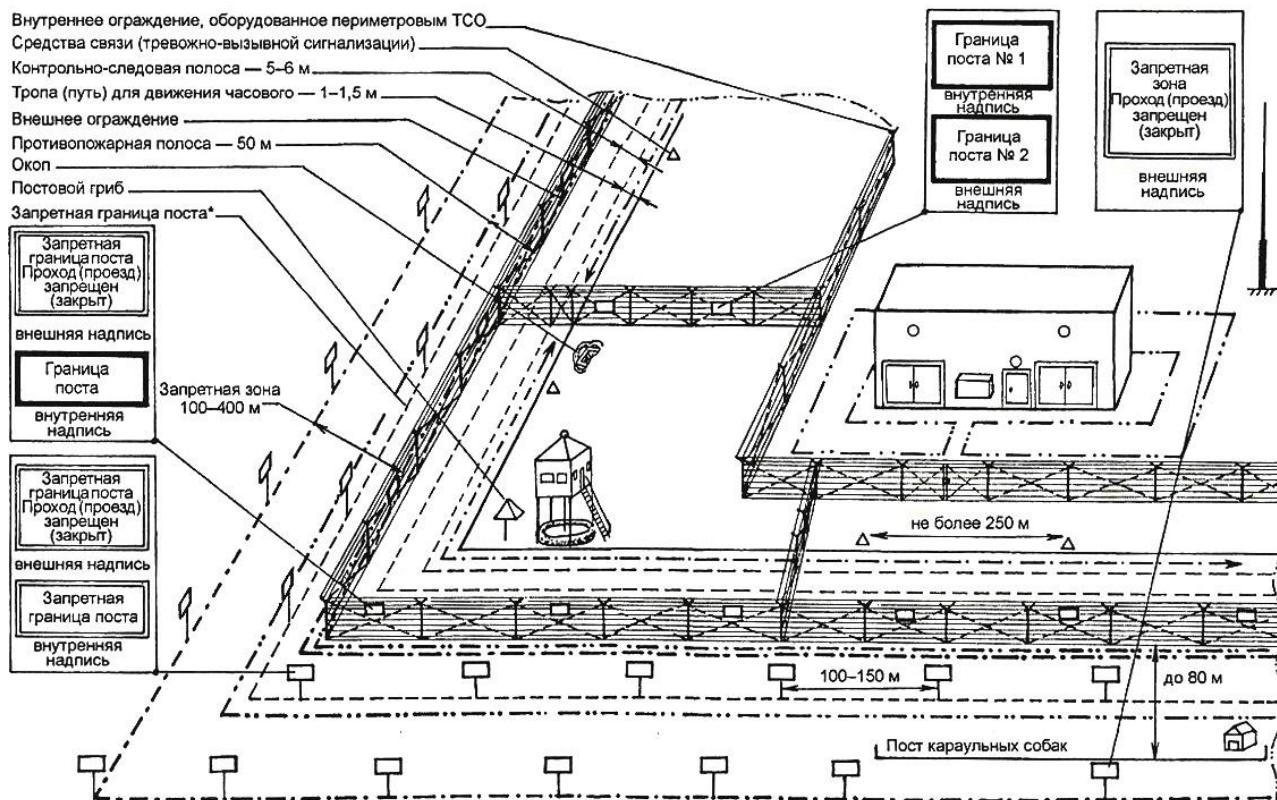 Внутреннее ограждение, оборудованное периметровым ТСО
Средства связи (тревожно-вызывной сигнализации)
Контрольно-следовая полоса — 5–6 м
Тропа (путь) для движения часового — 1–1,5 м
Внешнее ограждение
Противопожарная полоса — 50 м
Окоп
Постовой гриб
Запретная граница поста*
Граница
поста № 1
внутренняя
надпись
Граница
поста № 2
внешняя
надпись
Запретная
зона
Проход (проезд)
запрещен
(закрыт)
внешняя
надпись
Запретная
граница поста
Проход (проезд)
запрещен
(закрыт)
внешняя надпись
Граница
поста
внутренняя
надпись
Запретная зона
100–400 м
Запретная
граница поста
Проход (проезд)
запрещен
(закрыт)
внешняя надпись
Запретная
граница поста
внутренняя
надпись
не более 250 м
100–150 м
до 80 м
Пост караульных собак